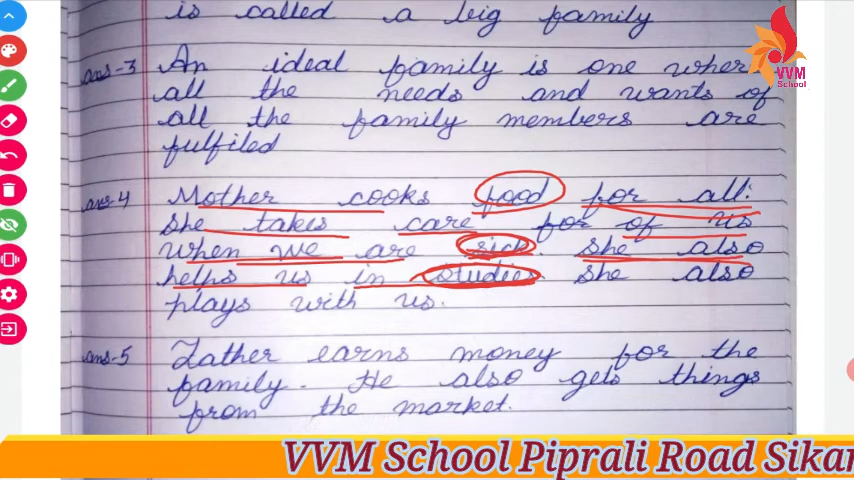 is called a big family
ans-3 An ideal family is one wher
all the needs and wants of
all the family members are
fulfiled
ans-4 Mother cooks food for all.
she takes care for of us
when we are sick. she also
helps us in studies she also
plays with us.
ans-5 Father earns money for the
family. He also gets things
from the market.
VVM
School
VVM School Piprali Road Sikar